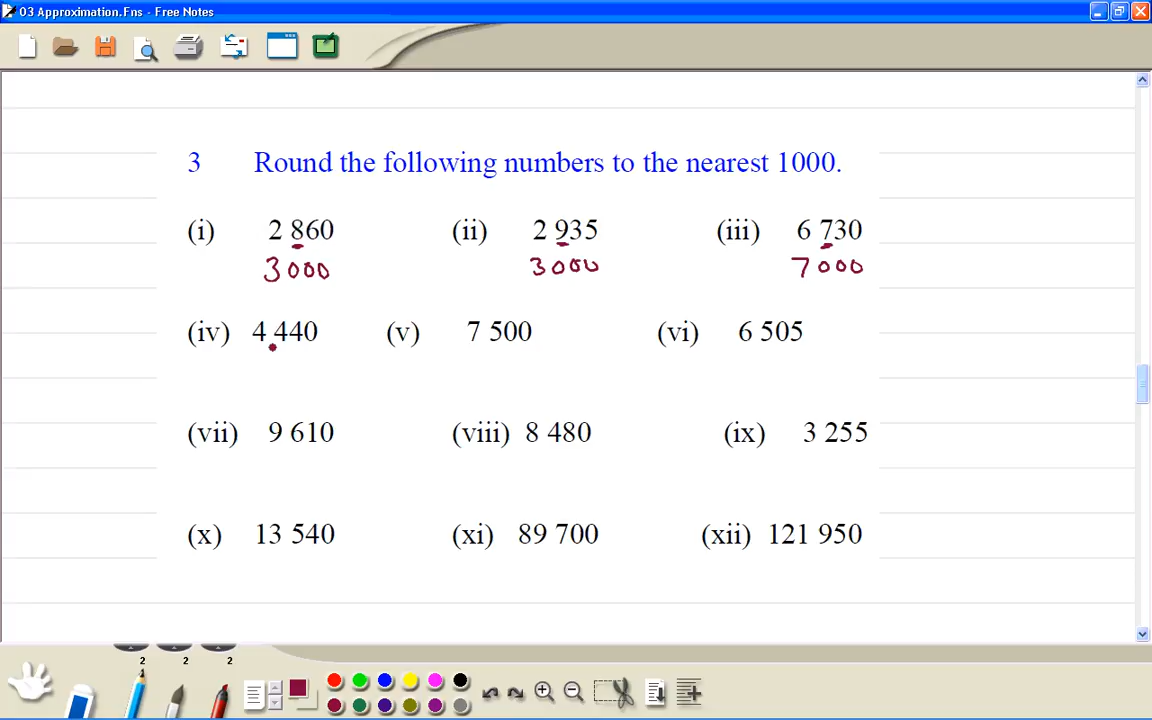 03 Approximation.Fns - Free Notes
3 Round the following numbers to the nearest 1000.
(i) 2 860 (ii) 2 935 (iii) 6 730
3000 3000 7000
(iv) 4 440 (v) 7 500 (vi) 6 505
(vii) 9 610 (viii) 8 480 (ix) 3 255
(x) 13 540 (xi) 89 700 (xii) 121 950
2 2 2